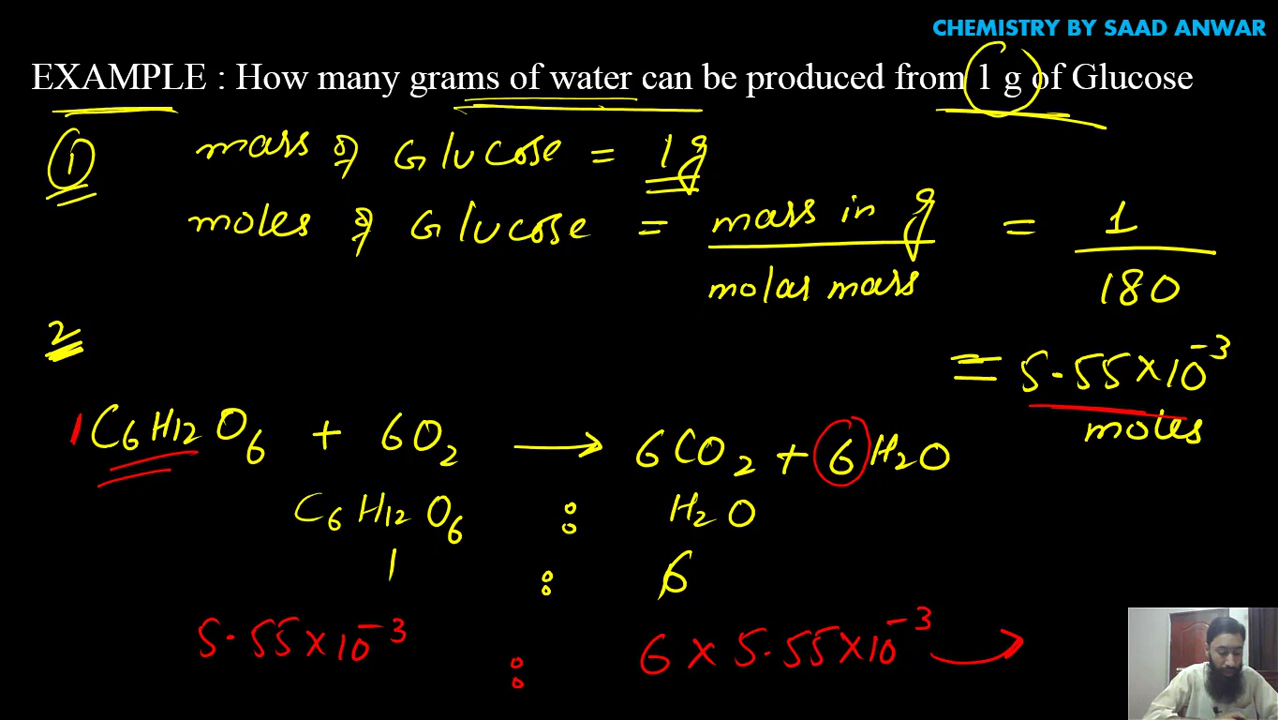 CHEMISTRY BY SAAD ANWAR
EXAMPLE : How many grams of water can be produced from 1 g of Glucose
① mass of Glucose = 1g
moles of Glucose = mass in g / molar mass = 1 / 180
2
= 5.55×10⁻³
moles
1C₆H₁₂O₆ + 6O₂ → 6CO₂ + 6H₂O
C₆H₁₂O₆ : H₂O
1 : 6
5.55×10⁻³ : 6 × 5.55×10⁻³ →